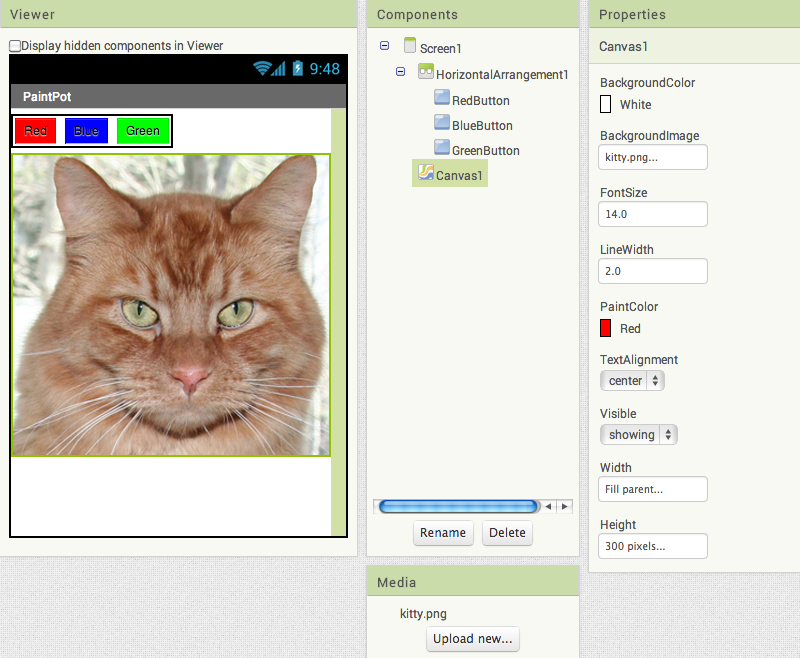 Viewer
Display hidden components in Viewer
9:48
PaintPot
Red Blue Green
Components
Screen1
HorizontalArrangement1
RedButton
BlueButton
GreenButton
Canvas1
Rename Delete
Media
kitty.png
Upload new...
Properties
Canvas1
BackgroundColor
White
BackgroundImage
kitty.png...
FontSize
14.0
LineWidth
2.0
PaintColor
Red
TextAlignment
center
Visible
showing
Width
Fill parent...
Height
300 pixels...